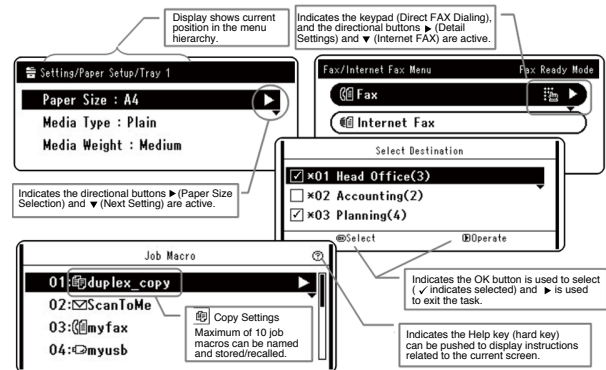 Display shows current
position in the menu
hierarchy.
Indicates the keypad (Direct FAX Dialing),
and the directional buttons ▶ (Detail
Settings) and ▼ (Internet FAX) are active.
Setting/Paper Setup/Tray 1
Paper Size : A4
Media Type : Plain
Media Weight : Medium
Fax/Internet Fax Menu Fax Ready Mode
Fax
Internet Fax
Indicates the directional buttons ▶ (Paper Size
Selection) and ▼ (Next Setting) are active.
Select Destination
*01 Head Office(3)
*02 Accounting(2)
*03 Planning(4)
Select Operate
Job Macro
01:duplex_copy
02:ScanToMe
03:myfax
04:myusb
Copy Settings
Maximum of 10 job
macros can be named
and stored/recalled.
Indicates the OK button is used to select
( ✓ indicates selected) and ▶ is used
to exit the task.
Indicates the Help key (hard key)
can be pushed to display instructions
related to the current screen.